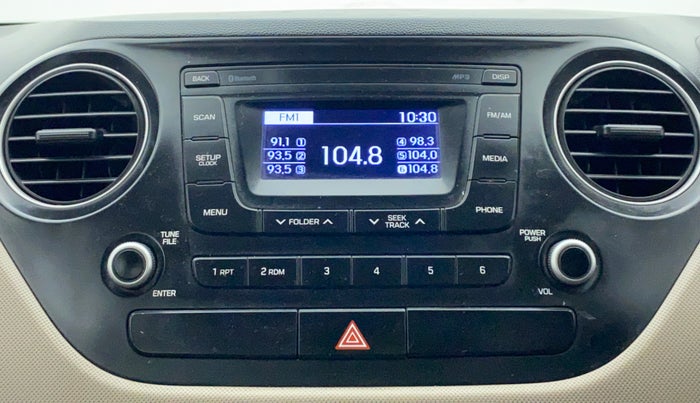 BACK Bluetooth MP3 DISP
SCAN FM1 10:30 FM/AM
91.1 1 104.8 4 98.3
93.5 2 5 104.0
93.5 3 6 104.8
SETUP MEDIA
CLOCK
MENU FOLDER SEEK PHONE
TRACK
TUNE POWER
FILE PUSH
1 RPT 2 RDM 3 4 5 6
ENTER VOL